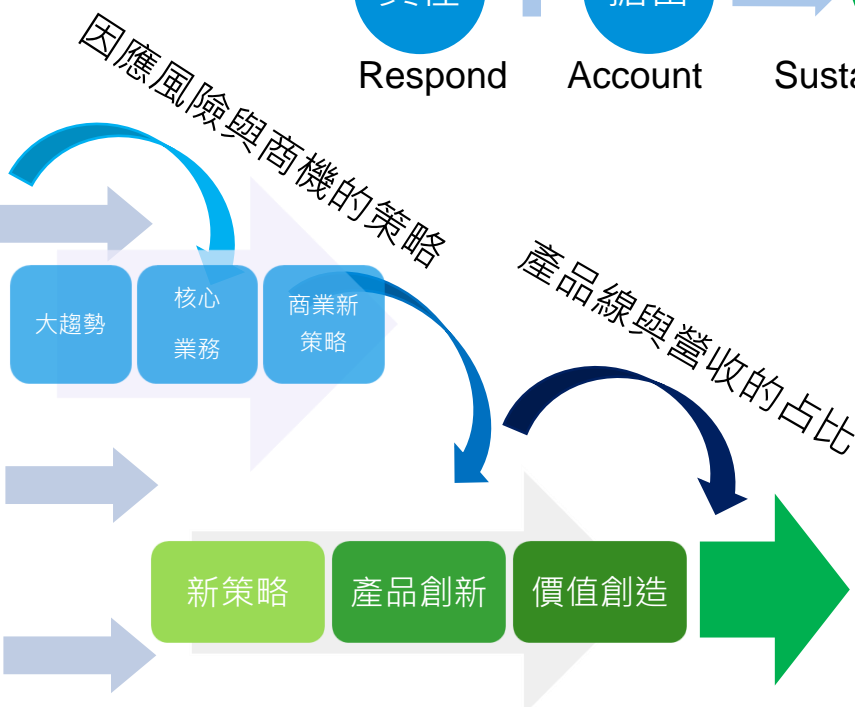 Respond
Account
因應風險與商機的策略
產品線與營收的占比
大趨勢
核心
業務
商業新
策略
新策略
產品創新
價值創造